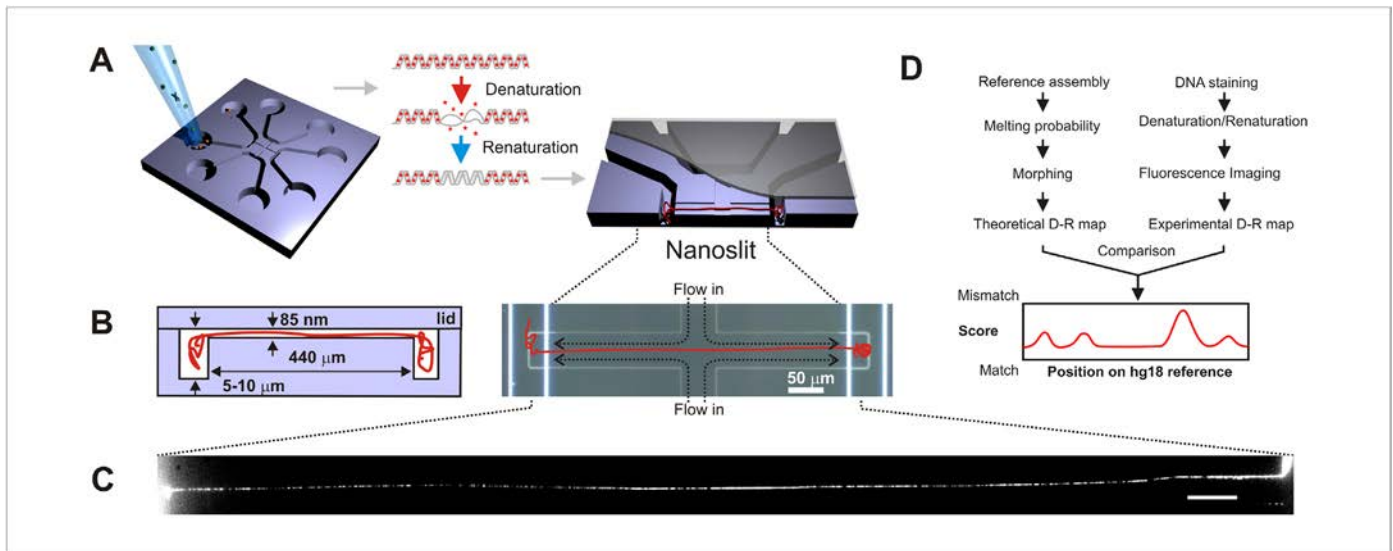 A
Denaturation
Renaturation
Nanoslit
B
85 nm
lid
440 μm
5-10 μm
Flow in
50 μm
Flow in
C
D
Reference assembly
DNA staining
Melting probability
Denaturation/Renaturation
Morphing
Fluorescence Imaging
Theoretical D-R map
Experimental D-R map
Comparison
Mismatch
Score
Match
Position on hg18 reference